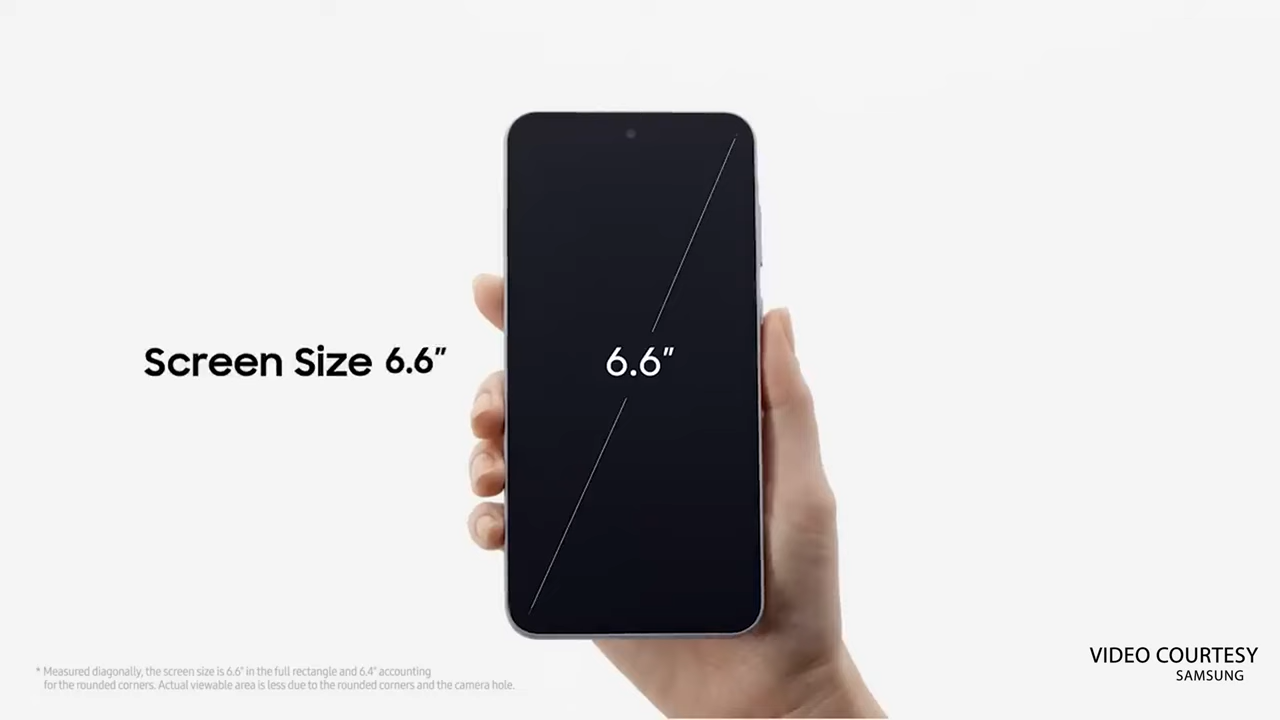 Screen Size 6.6"
6.6"
* Measured diagonally, the screen size is 6.6" in the full rectangle and 6.4" accounting
for the rounded corners. Actual viewable area is less due to the rounded corners and the camera hole.
VIDEO COURTESY
SAMSUNG